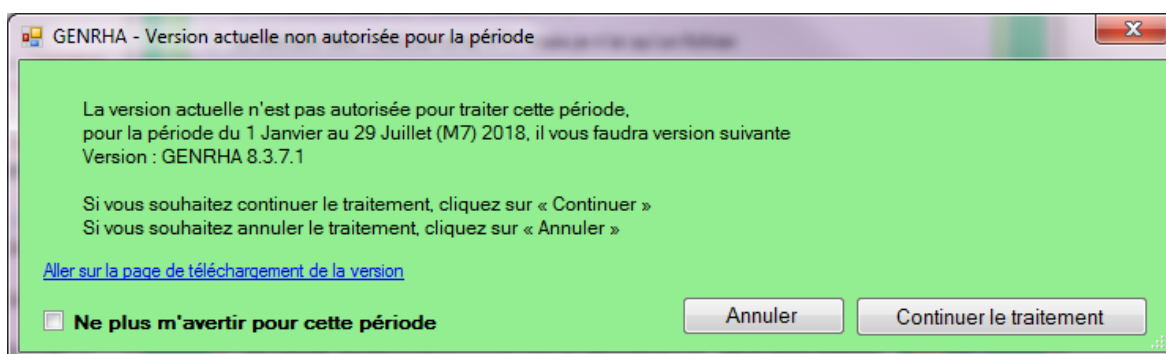 GENRHA - Version actuelle non autorisée pour la période
La version actuelle n'est pas autorisée pour traiter cette période,
pour la période du 1 Janvier au 29 Juillet (M7) 2018, il vous faudra version suivante
Version : GENRHA 8.3.7.1
Si vous souhaitez continuer le traitement, cliquez sur « Continuer »
Si vous souhaitez annuler le traitement, cliquez sur « Annuler »
Aller sur la page de téléchargement de la version
Ne plus m'avertir pour cette période
Annuler
Continuer le traitement